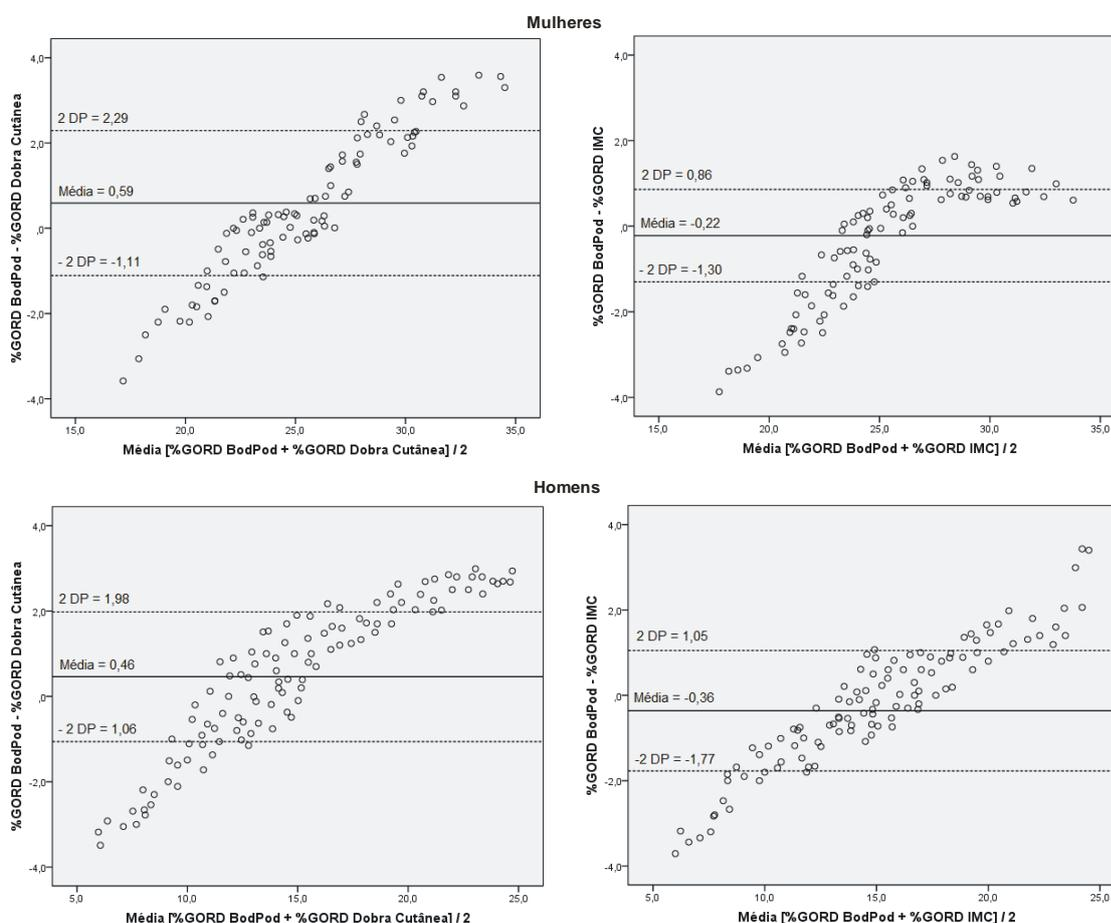 Mulheres
%GORD BodPod - %GORD Dobra Cutânea
4,0
2,0
,0
-2,0
-4,0
2 DP = 2,29
Média = 0,59
- 2 DP = -1,11
15,0 20,0 25,0 30,0 35,0
Média [%GORD BodPod + %GORD Dobra Cutânea] / 2
%GORD BodPod - %GORD IMC
4,0
2,0
,0
-2,0
-4,0
2 DP = 0,86
Média = -0,22
- 2 DP = -1,30
15,0 20,0 25,0 30,0 35,0
Média [%GORD BodPod + %GORD IMC] / 2
Homens
%GORD BodPod - %GORD Dobra Cutânea
4,0
2,0
,0
-2,0
-4,0
2 DP = 1,98
Média = 0,46
- 2 DP = 1,06
5,0 10,0 15,0 20,0 25,0
Média [%GORD BodPod + %GORD Dobra Cutânea] / 2
%GORD BodPod - %GORD IMC
4,0
2,0
,0
-2,0
-4,0
2 DP = 1,05
Média = -0,36
-2 DP = -1,77
5,0 10,0 15,0 20,0 25,0
Média [%GORD BodPod + %GORD IMC] / 2